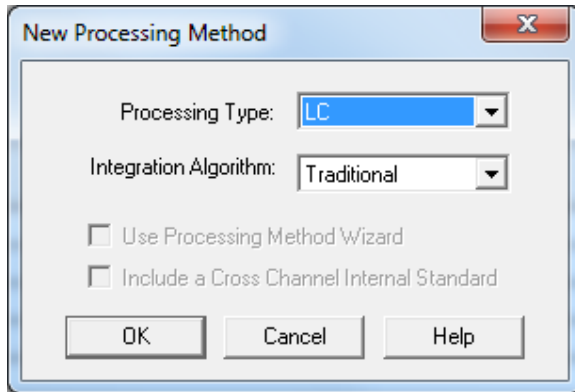 New Processing Method
Processing Type: LC
Integration Algorithm: Traditional
Use Processing Method Wizard
Include a Cross Channel Internal Standard
OK Cancel Help